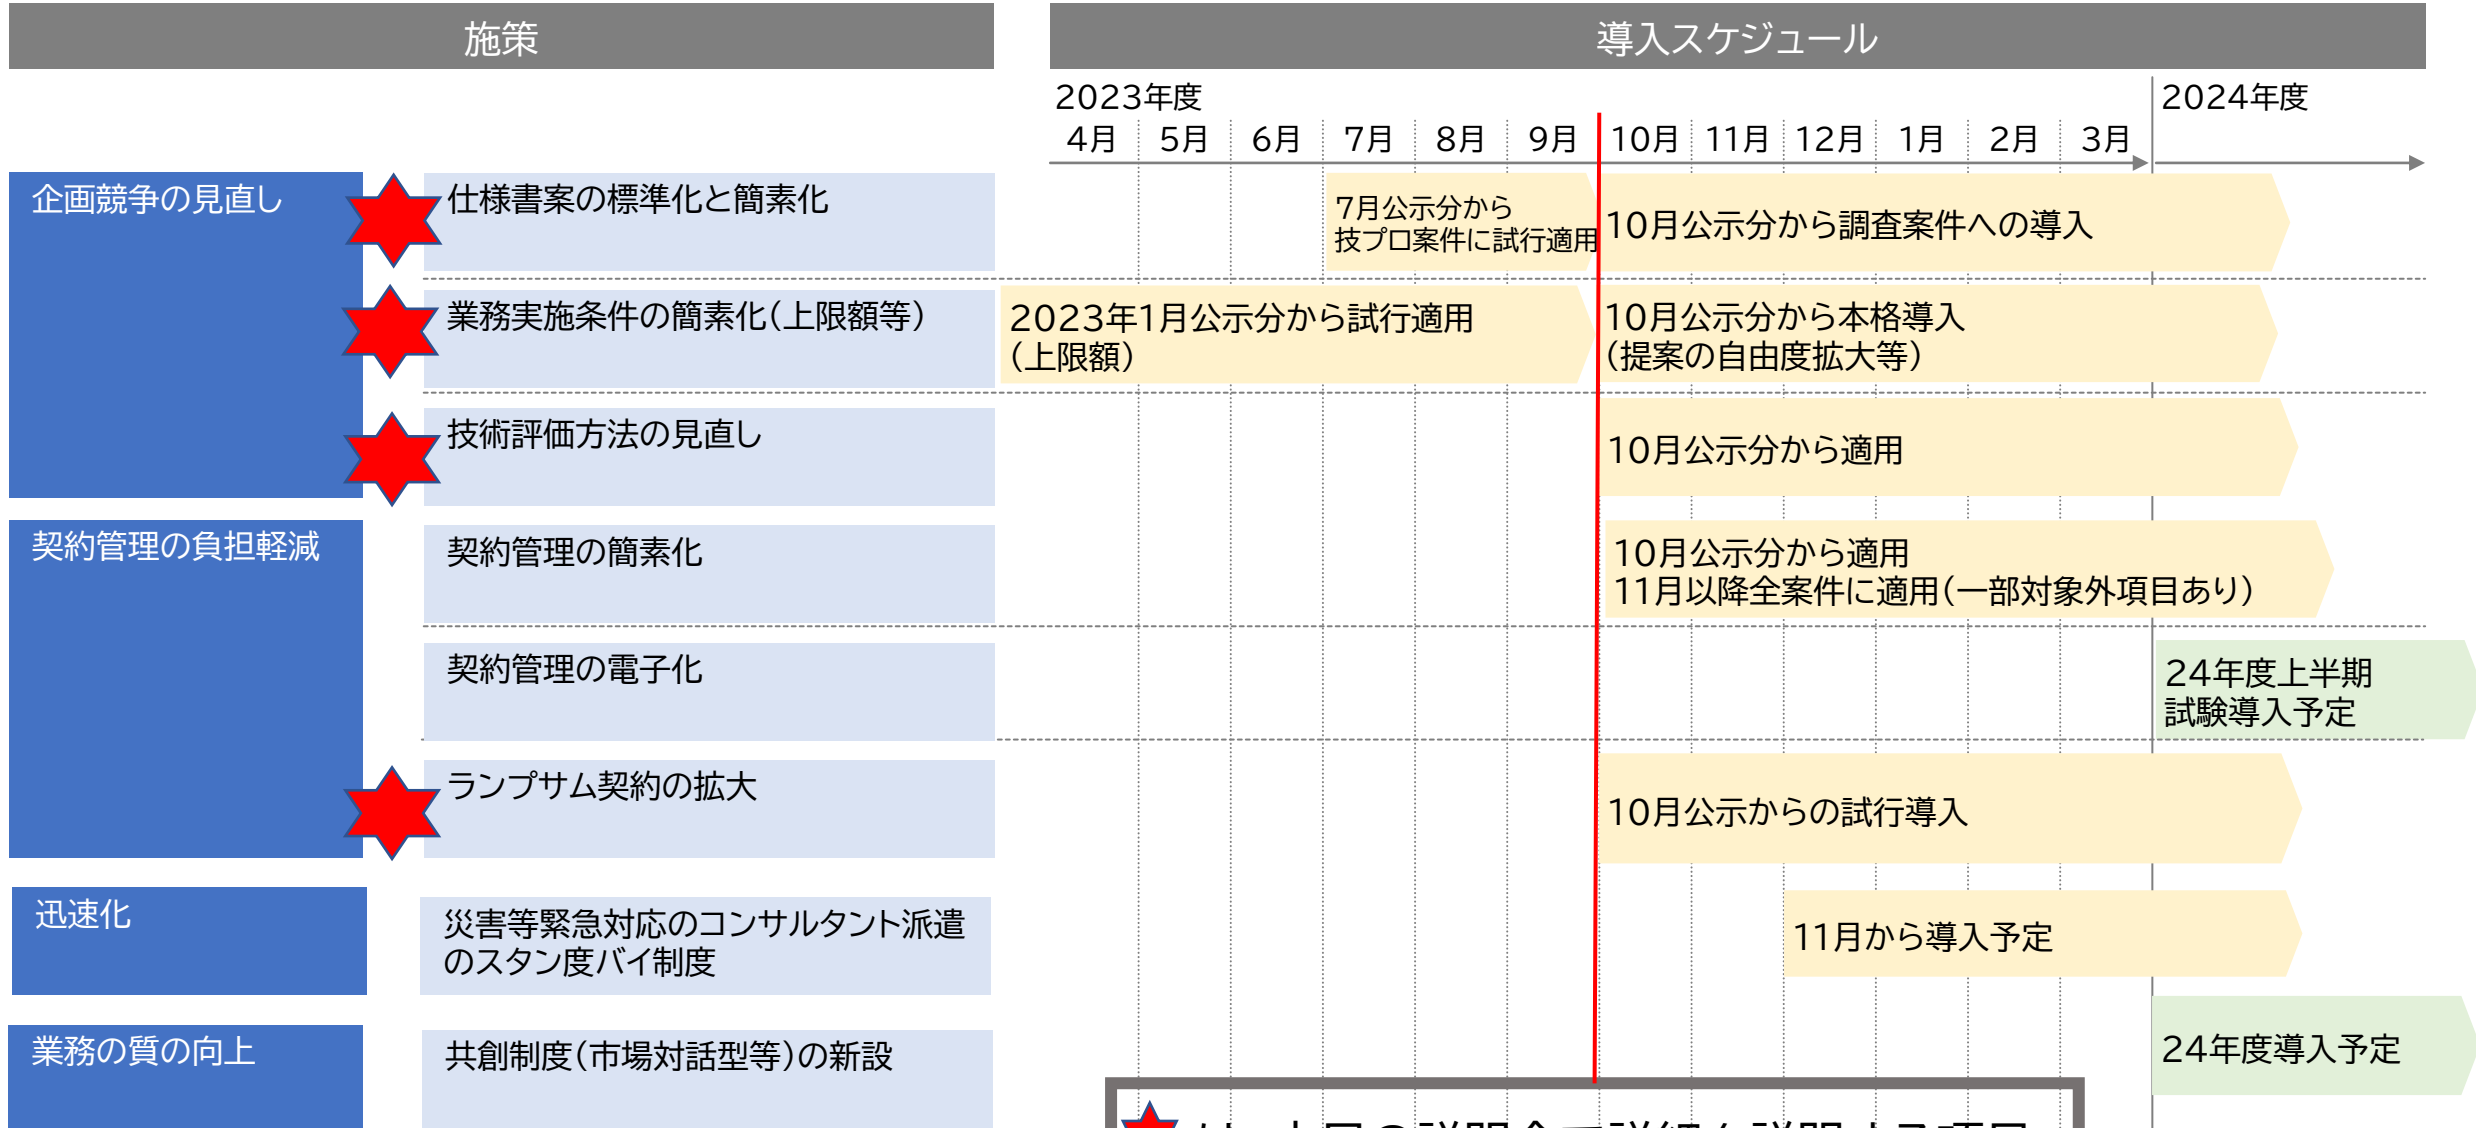 施策
導入スケジュール
2023年度
2024年度
4月 5月 6月 7月 8月 9月 10月 11月 12月 1月 2月 3月
企画競争の見直し
仕様書案の標準化と簡素化
7月公示分から
技プロ案件に試行適用
10月公示分から調査案件への導入
業務実施条件の簡素化(上限額等)
2023年1月公示分から試行適用
(上限額)
10月公示分から本格導入
(提案の自由度拡大等)
技術評価方法の見直し
10月公示分から適用
契約管理の負担軽減
契約管理の簡素化
10月公示分から適用
11月以降全案件に適用(一部対象外項目あり)
契約管理の電子化
24年度上半期
試験導入予定
ランプサム契約の拡大
10月公示からの試行導入
迅速化
災害等緊急対応のコンサルタント派遣
のスタン度バイ制度
11月から導入予定
業務の質の向上
共創制度(市場対話型等)の新設
24年度導入予定